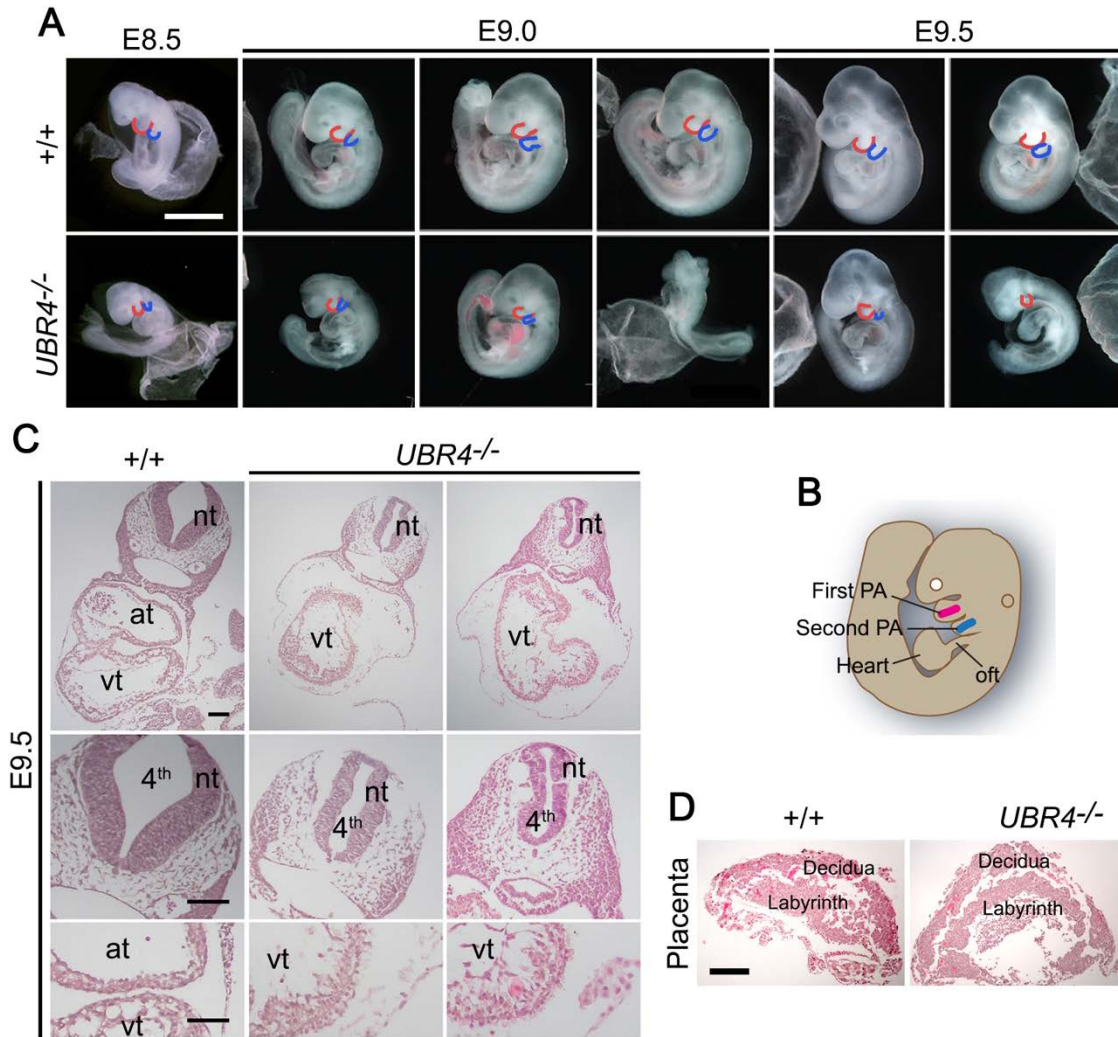 A
E8.5
E9.0
E9.5
+/+
UBR4-/-
C
+/+
UBR4-/-
E9.5
nt
at
vt
nt
vt
nt
vt
4th
nt
4th
nt
4th
nt
at
vt
vt
vt
B
First PA
Second PA
Heart
oft
D
+/+
UBR4-/-
Placenta
Decidua
Labyrinth
Decidua
Labyrinth